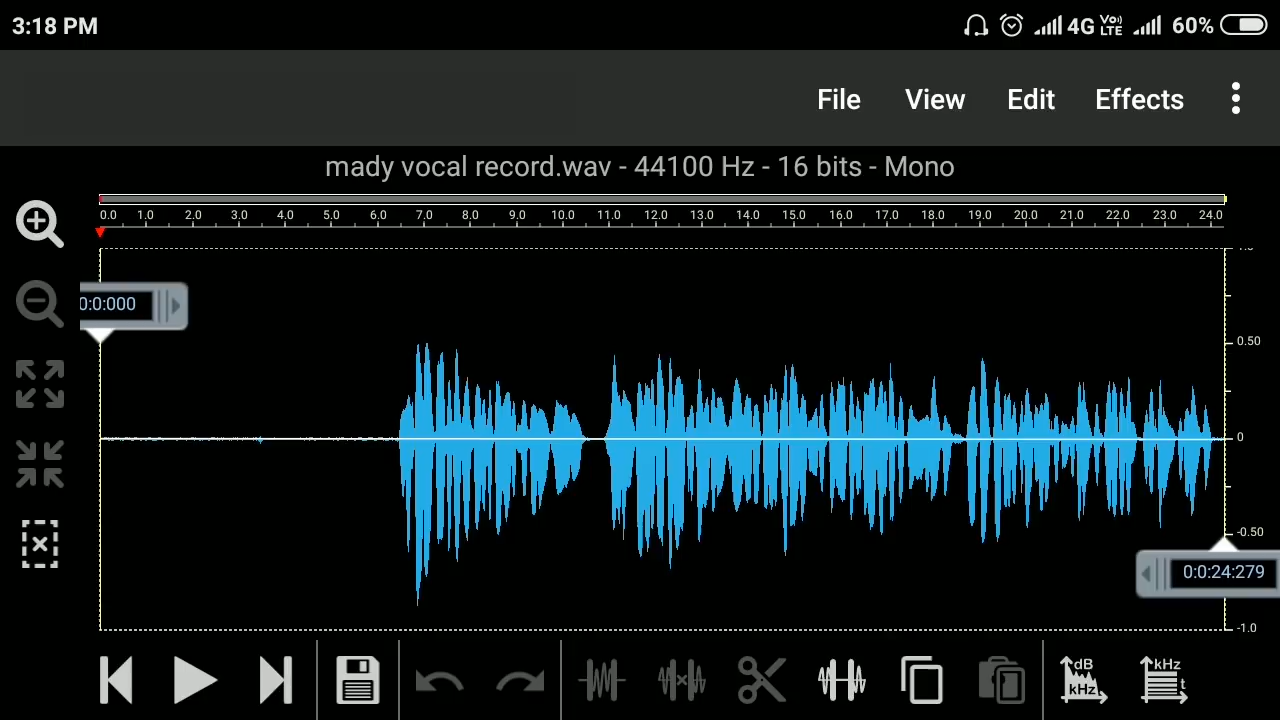 3:18 PM 4G Vo) LTE 60%
File View Edit Effects
mady vocal record.wav - 44100 Hz - 16 bits - Mono
0.0 1.0 2.0 3.0 4.0 5.0 6.0 7.0 8.0 9.0 10.0 11.0 12.0 13.0 14.0 15.0 16.0 17.0 18.0 19.0 20.0 21.0 22.0 23.0 24.0
0:0:000
0.50
0
-0.50
0:0:24:279
-1.0
dB kHz
kHz t